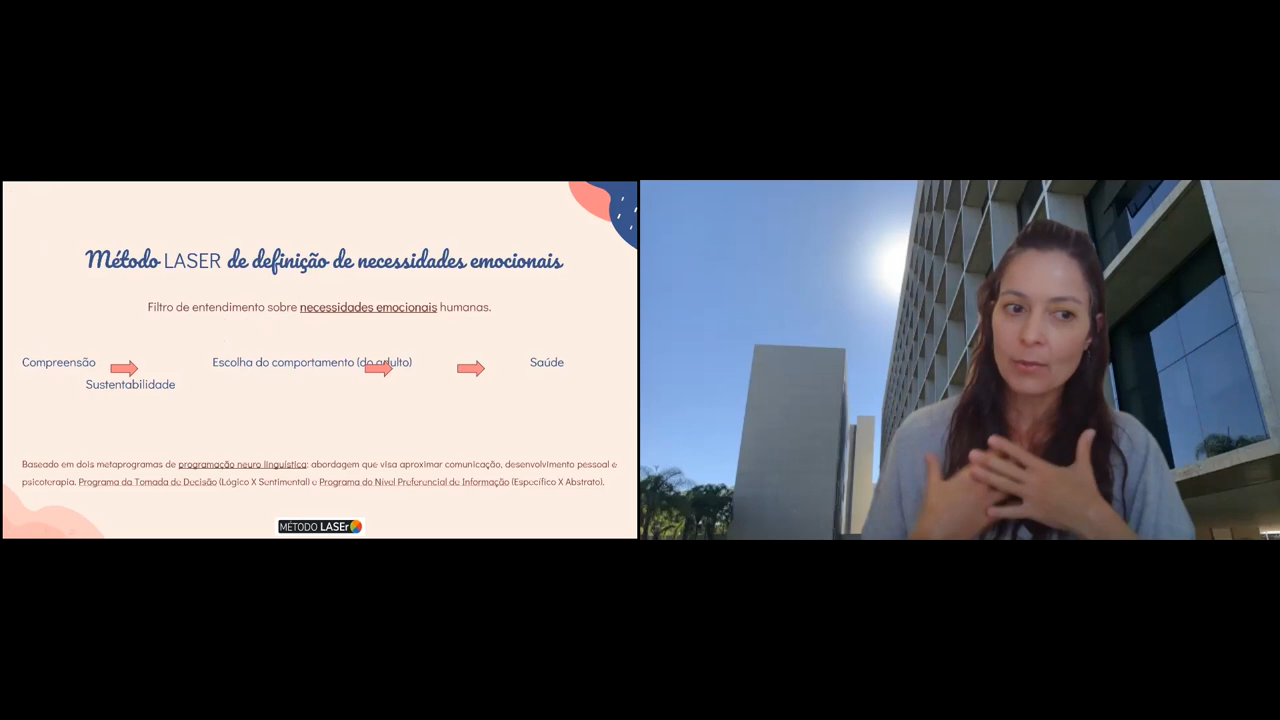 Método LASER de definição de necessidades emocionais
Filtro de entendimento sobre necessidades emocionais humanas.
Compreensão Escolha do comportamento (do adulto) Saúde
Sustentabilidade
Baseado em dois metaprogramas de programação neuro linguística: abordagem que visa aproximar comunicação, desenvolvimento pessoal e
psicoterapia. Programa da Tomada de Decisão (Lógico X Sentimental) e Programa do Nível Preferencial de Informação (Específico X Abstrato).
MÉTODO LASEr